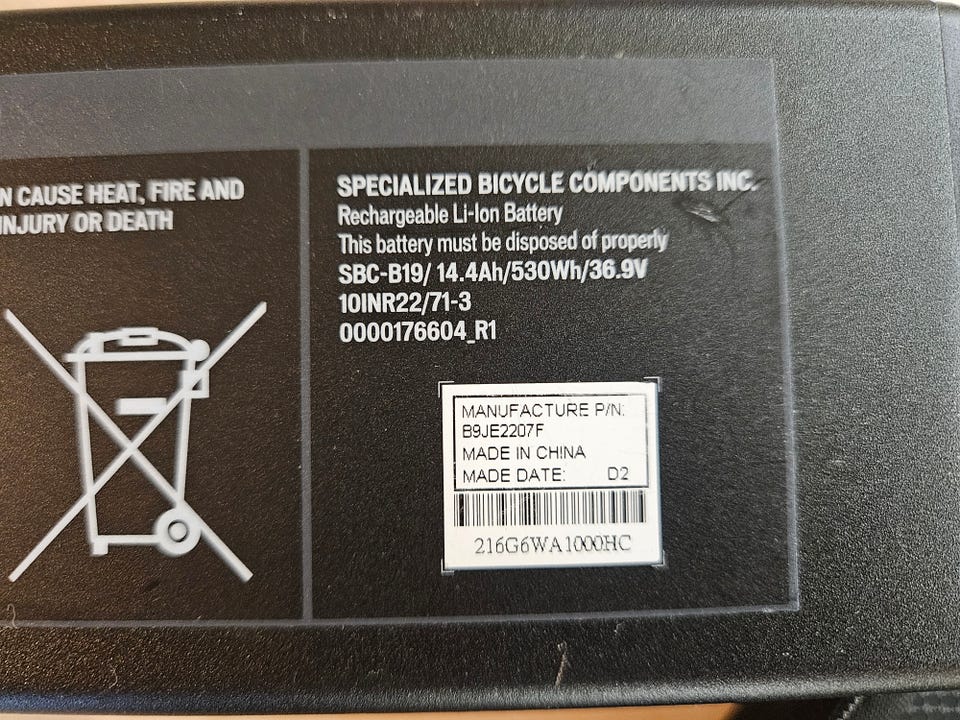 N CAUSE HEAT, FIRE AND
INJURY OR DEATH
SPECIALIZED BICYCLE COMPONENTS INC.
Rechargeable Li-Ion Battery
This battery must be disposed of properly
SBC-B19/ 14.4Ah/530Wh/36.9V
10INR22/71-3
0000176604_R1
MANUFACTURE P/N:
B9JE2207F
MADE IN CHINA
MADE DATE: D2
216G6WA1000HC